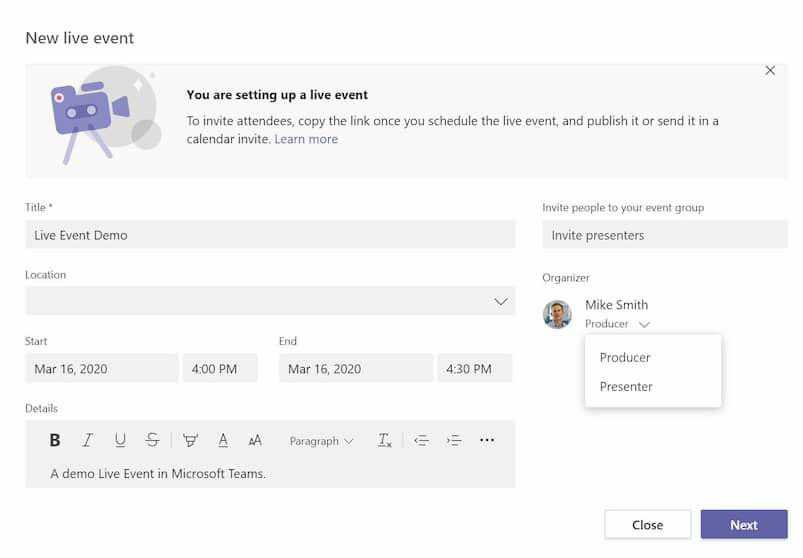 New live event
You are setting up a live event
To invite attendees, copy the link once you schedule the live event, and publish it or send it in a
calendar invite. Learn more
Title *
Live Event Demo
Location
Start
End
Mar 16, 2020
4:00 PM
Mar 16, 2020
4:30 PM
Details
B I U S A AA Paragraph Tx ...
A demo Live Event in Microsoft Teams.
Invite people to your event group
Invite presenters
Organizer
Mike Smith
Producer
Producer
Presenter
Close
Next